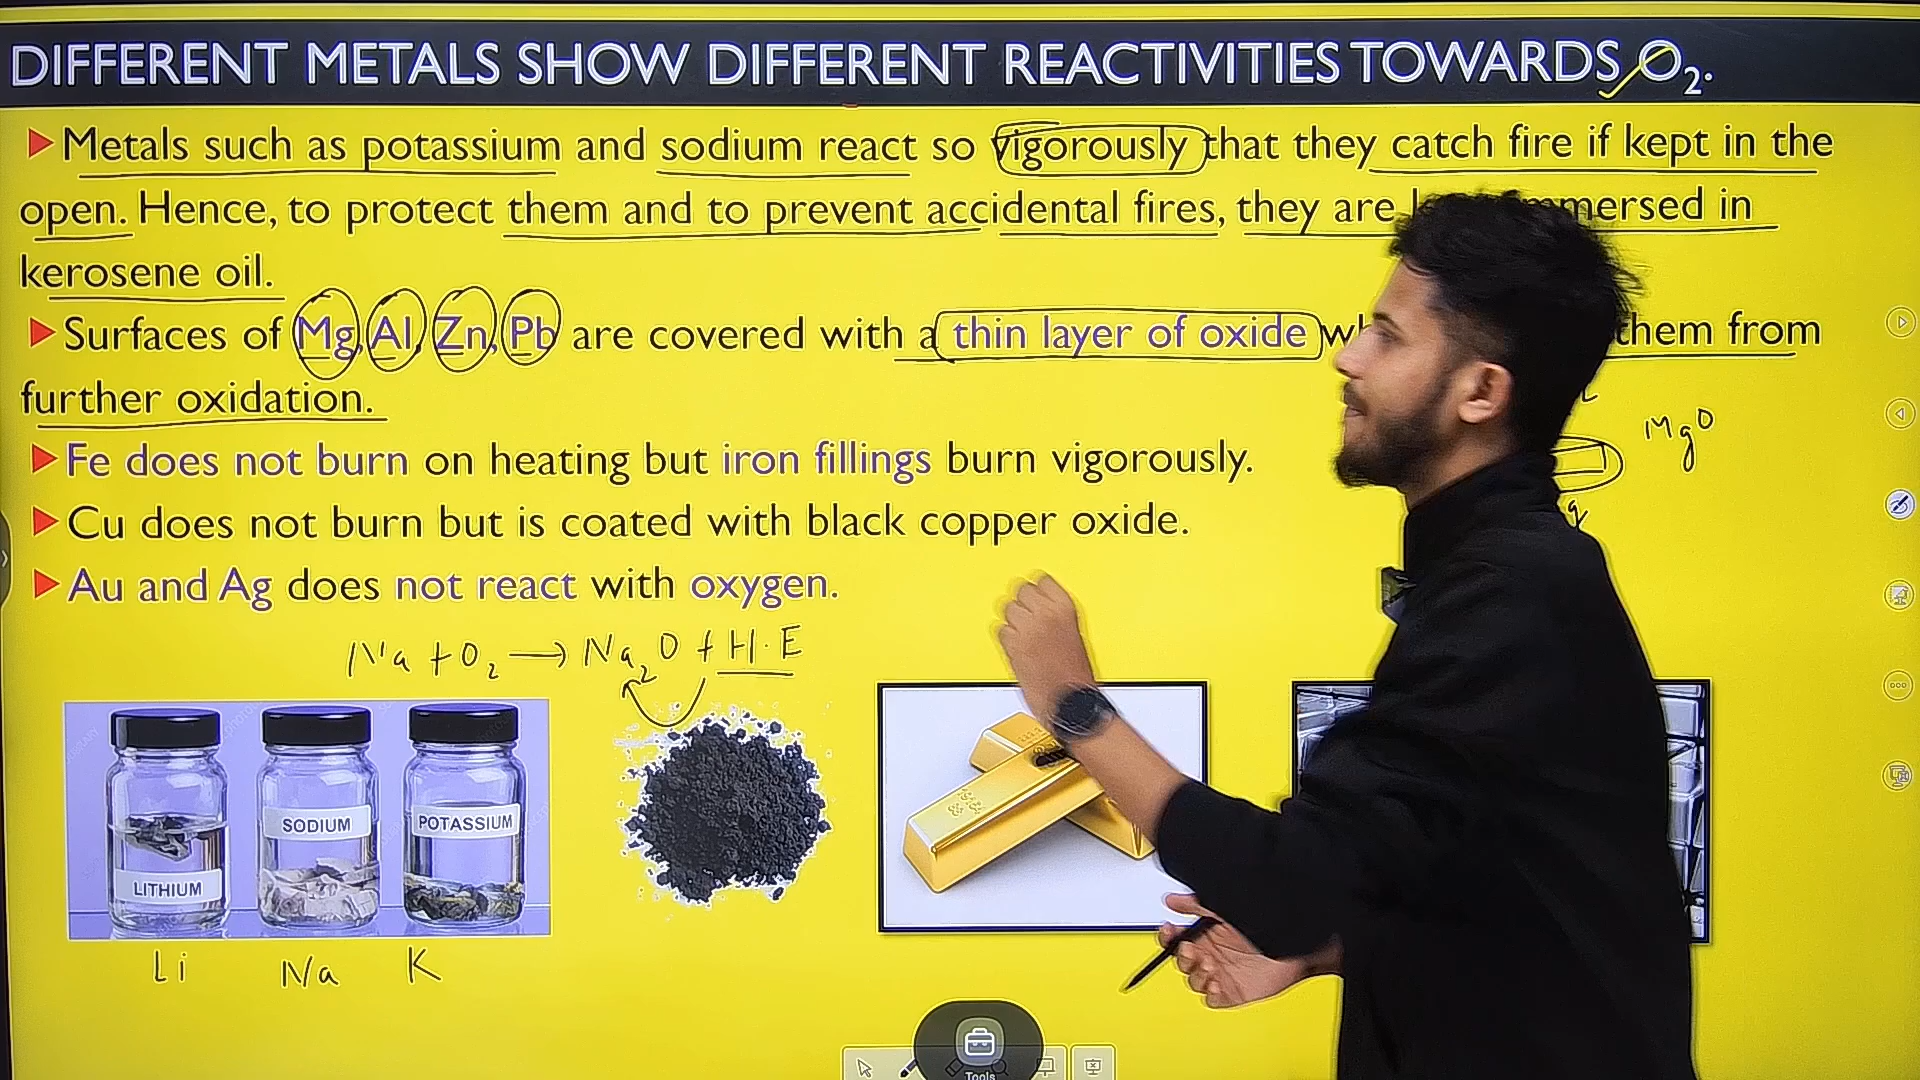 DIFFERENT METALS SHOW DIFFERENT REACTIVITIES TOWARDS O₂.
Metals such as potassium and sodium react so vigorously that they catch fire if kept in the
open. Hence, to protect them and to prevent accidental fires, they are immersed in
kerosene oil.
Surfaces of Mg, Al, Zn, Pb are covered with a thin layer of oxide them from
further oxidation.
MgO
Fe does not burn on heating but iron fillings burn vigorously.
Cu does not burn but is coated with black copper oxide.
Au and Ag does not react with oxygen.
Na + O₂ → Na₂O + H.E
LITHIUM
SODIUM
POTASSIUM
Li Na K
Tools